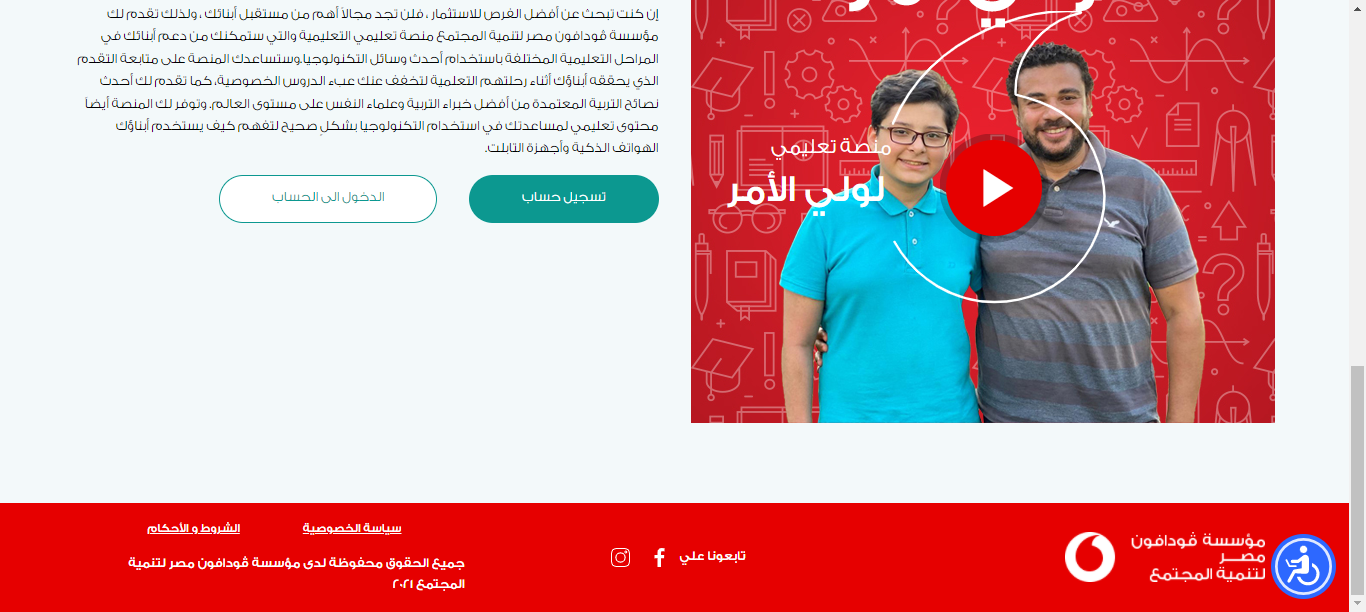 إن كنت تبحث عن أفضل الفرص للاستثمار ، فلن تجد مجالاً أهم من مستقبل أبنائك ، ولذلك تقدم لك
مؤسسة ڤودافون مصر لتنمية المجتمع منصة تعليمي التعليمية والتي ستمكنك من دعم أبنائك في
المراحل التعليمية المختلفة باستخدام أحدث وسائل التكنولوجيا.وستساعدك المنصة على متابعة التقدم
الذي يحققه أبناؤك أثناء رحلتهم التعلمية لتخفف عنك عبء الدروس الخصوصية، كما تقدم لك أحدث
نصائح التربية المعتمدة من أفضل خبراء التربية وعلماء النفس على مستوى العالم. وتوفر لك المنصة أيضاً
محتوى تعليمي لمساعدتك في استخدام التكنولوجيا بشكلٍ صحيح لتفهم كيف يستخدم أبناؤك
الهواتف الذكية وأجهزة التابلت.
تسجيل حساب
الدخول الى الحساب
منصة تعليمي
لولي الأمر
مؤسسة ڤودافون
مصر
لتنمية المجتمع
تابعونا علي
سياسة الخصوصية
الشروط و الأحكام
جميع الحقوق محفوظة لدى مؤسسة ڤودافون مصر لتنمية
المجتمع ٢٠٢١